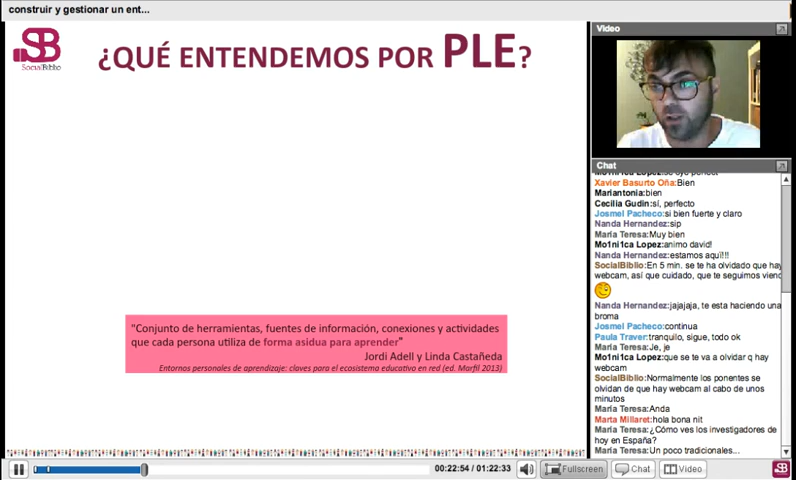 construir y gestionar un ent...
SB
SocialBiblio
¿QUÉ ENTENDEMOS POR PLE?
"Conjunto de herramientas, fuentes de información, conexiones y actividades
que cada persona utiliza de forma asidua para aprender"
Jordi Adell y Linda Castañeda
Entornos personales de aprendizaje: claves para el ecosistema educativo en red (ed. Marfil 2013)
00:22:54 / 01:22:33
Fullscreen
Chat
Video
Video
Chat
Xavier Basurto Oña:Bien
Mariantonia:bien
Cecilia Gudin:sí, perfecto
Josmel Pacheco:si bien fuerte y claro
Nanda Hernandez:sip
María Teresa:Muy bien
Mo1ni1ca Lopez:animo david!
Nanda Hernandez:estamos aquí!!!
SocialBiblio:En 5 min. se te ha olvidado que hay
webcam, así que cuidado, que te seguimos viend
Nanda Hernandez:jajajaja, te esta haciendo una
broma
Josmel Pacheco:continua
Paula Traver:tranquilo, sigue, todo ok
María Teresa:Je, je
Mo1ni1ca Lopez:que se te va a olvidar q hay
webcam
SocialBiblio:Normalmente los ponentes se
olvidan de que hay webcam al cabo de unos
minutos
María Teresa:Anda
Marta Millaret:hola bona nit
María Teresa:¿Cómo ves los investigadores de
hoy en España?
María Teresa:Un poco tradicionales...
SB